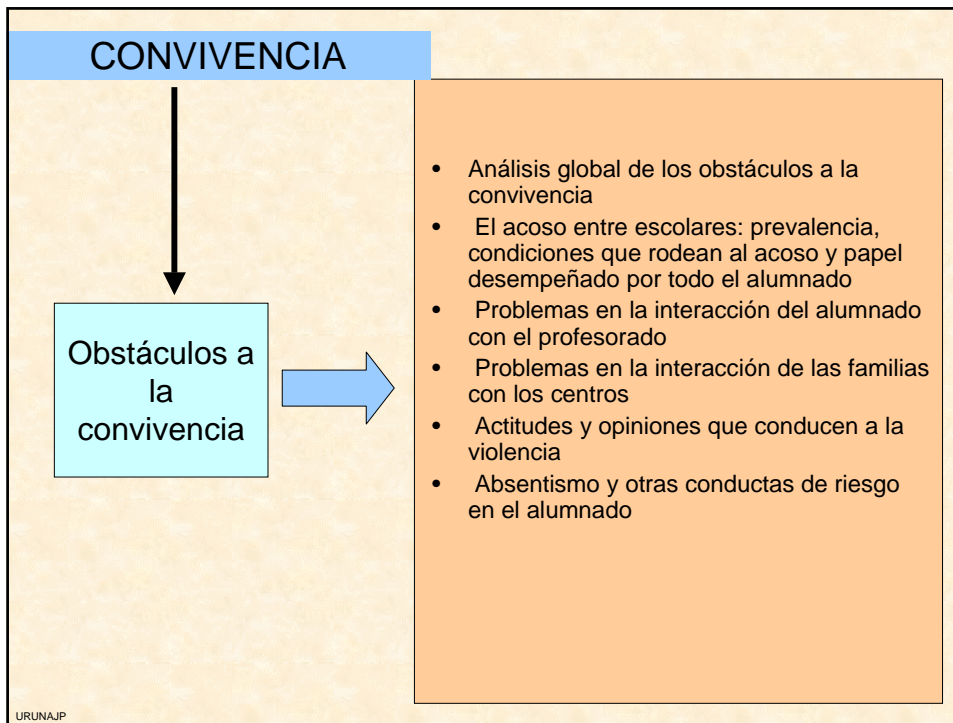 CONVIVENCIA
Obstáculos a
la
convivencia
• Análisis global de los obstáculos a la
convivencia
• El acoso entre escolares: prevalencia,
condiciones que rodean al acoso y papel
desempeñado por todo el alumnado
• Problemas en la interacción del alumnado
con el profesorado
• Problemas en la interacción de las familias
con los centros
• Actitudes y opiniones que conducen a la
violencia
• Absentismo y otras conductas de riesgo
en el alumnado
URUNAJP